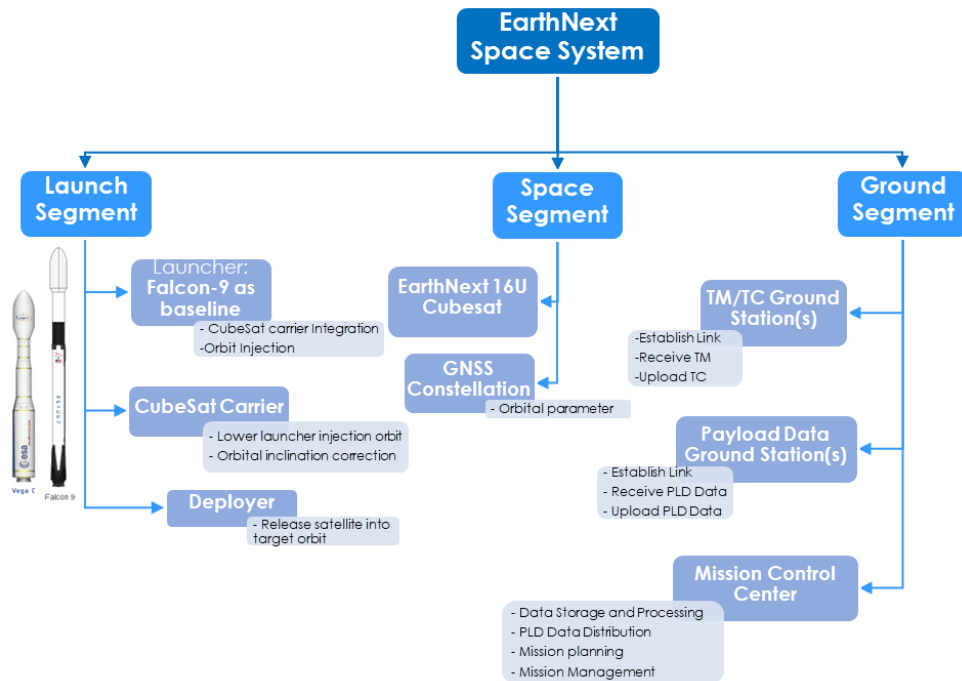 EarthNext
Space System
Launch
Segment
Space
Segment
Ground
Segment
Launcher:
Falcon-9 as
baseline
- CubeSat carrier Integration
-Orbit Injection
CubeSat Carrier
- Lower launcher injection orbit
- Orbital inclination correction
Deployer
- Release satellite into
target orbit
esa
Vega C
Falcon 9
EarthNext 16U
Cubesat
GNSS
Constellation
- Orbital parameter
TM/TC Ground
Station(s)
-Establish Link
-Receive TM
-Upload TC
Payload Data
Ground Station(s)
- Establish Link
- Receive PLD Data
- Upload PLD Data
Mission Control
Center
- Data Storage and Processing
- PLD Data Distribution
- Mission planning
- Mission Management